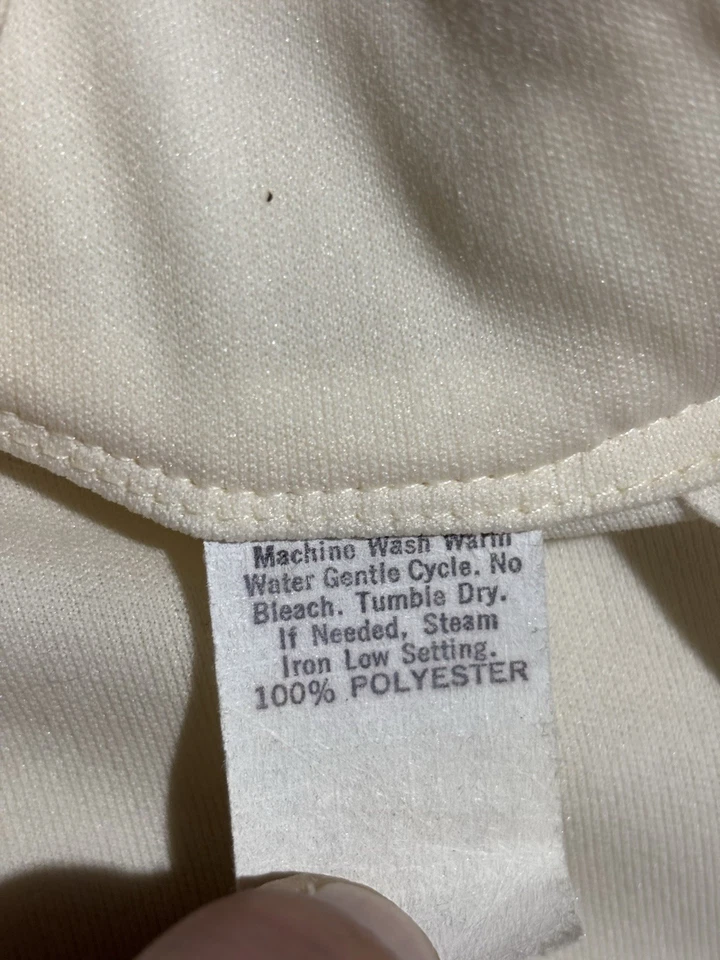 Machine Wash Warm
Water Gentle Cycle. No
Bleach. Tumble Dry.
If Needed, Steam
Iron Low Setting.
100% POLYESTER